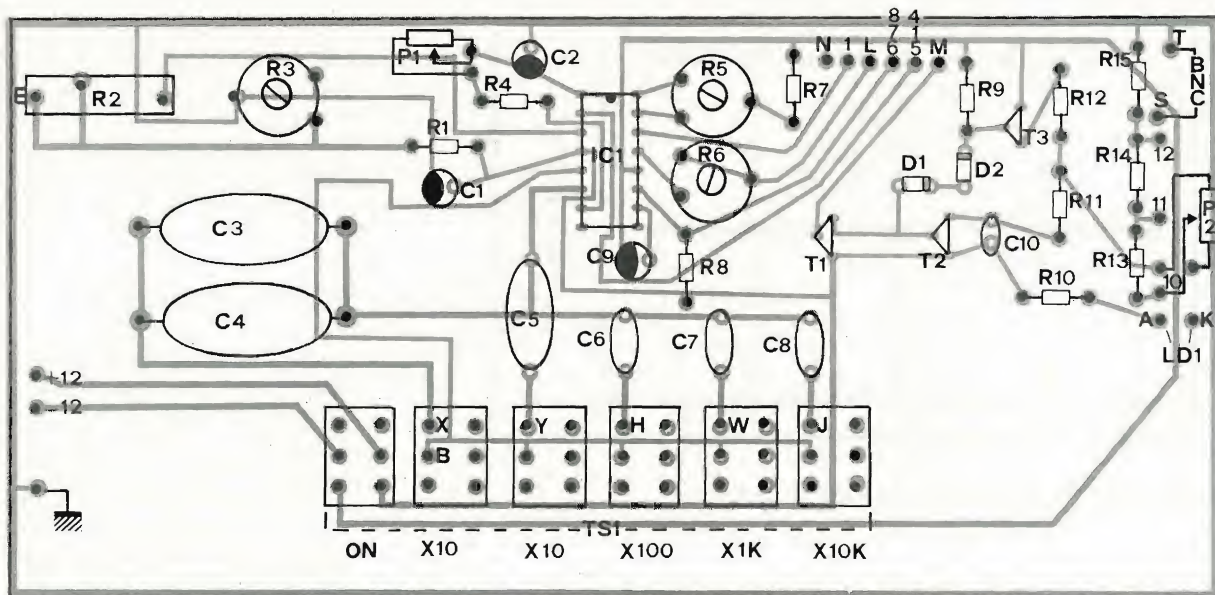 8 4
7 1
N 1 L 6 5 M
T
BNC
P1
C2
R3
R4
R5
R7
R9
R12
R15
S
E
R2
T3
12
R1
IC1
R6
D1
D2
R14
C1
R11
11
P2
C3
T1
T2
C10
R13
C9
R8
10
R10
C4
C5
C6
C7
C8
A
K
LD1
+12
-12
X
Y
H
W
J
B
TS1
ON X10 X10 X100 X1K X10K